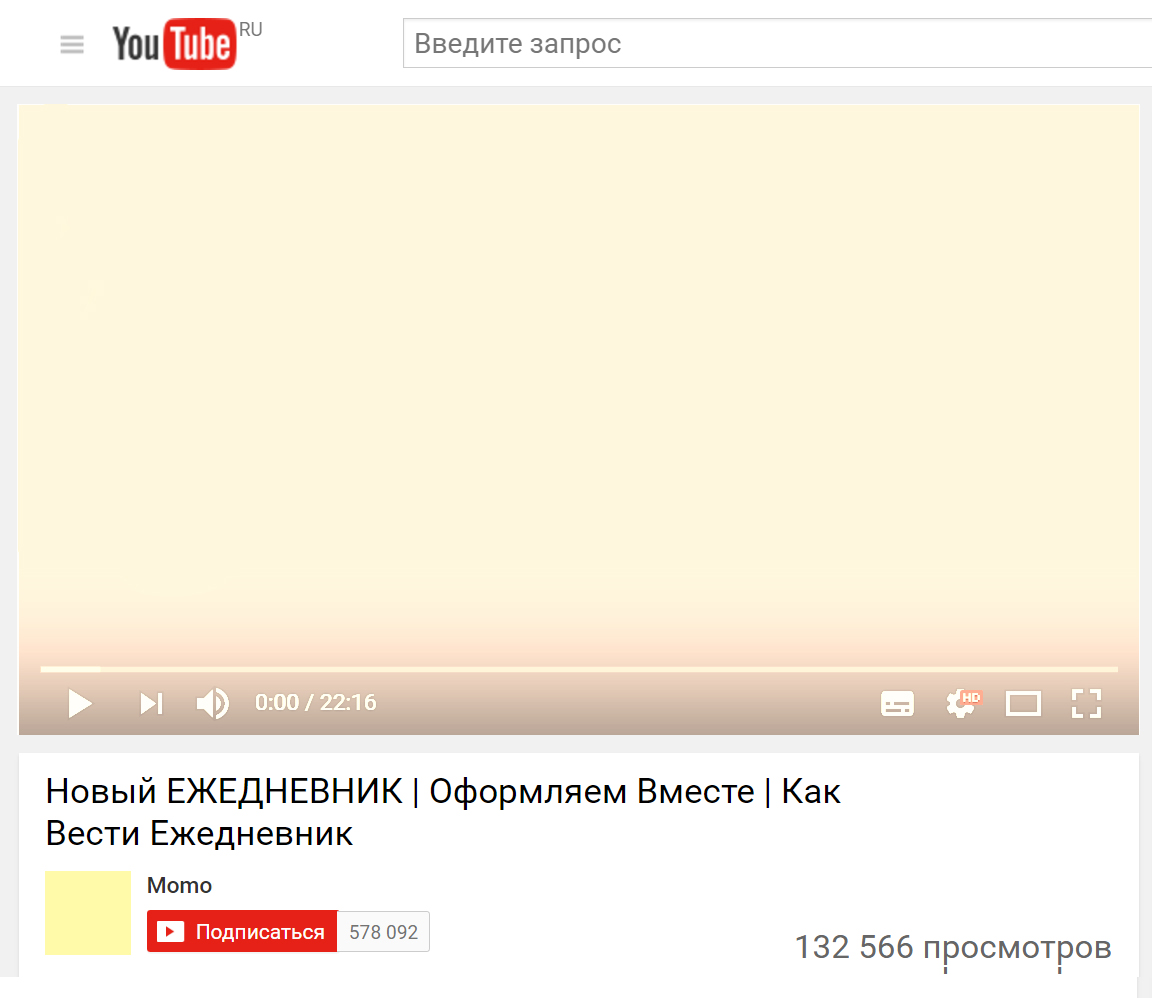 YouTube RU
Введите запрос
0:00 / 22:16
HD
Новый ЕЖЕДНЕВНИК | Оформляем Вместе | Как
Вести Ежедневник
Momo
Подписаться 578 092
132 566 просмотров